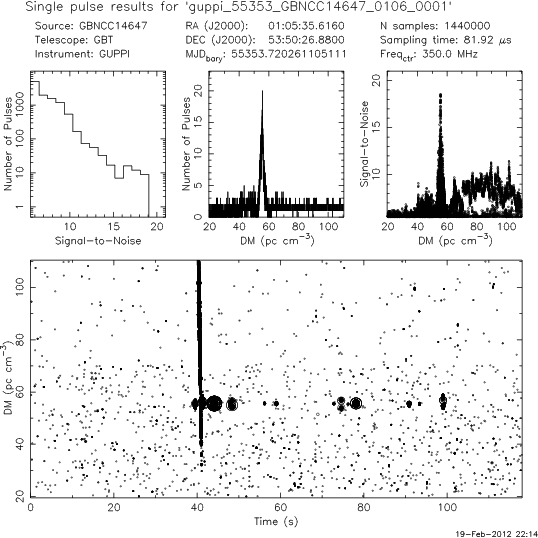 Single pulse results for 'guppi_55353_GBNCC14647_0106_0001'
Source: GBNCC14647 RA (J2000): 01:05:35.6160 N samples: 1440000
Telescope: GBT DEC (J2000): 53:50:26.8800 Sampling time: 81.92 μs
Instrument: GUPPI MJDbary: 55353.720261105111 Freqctr: 350.0 MHz
Number of Pulses
1 10 100 1000
10 15 20
Signal-to-Noise
Number of Pulses
0 5 10 15 20
20 40 60 80 100
DM (pc cm-3)
Signal-to-Noise
10 15 20
20 40 60 80 100
DM (pc cm-3)
DM (pc cm-3)
20 40 60 80 100
0 20 40 60 80 100
Time (s)
19-Feb-2012 22:14